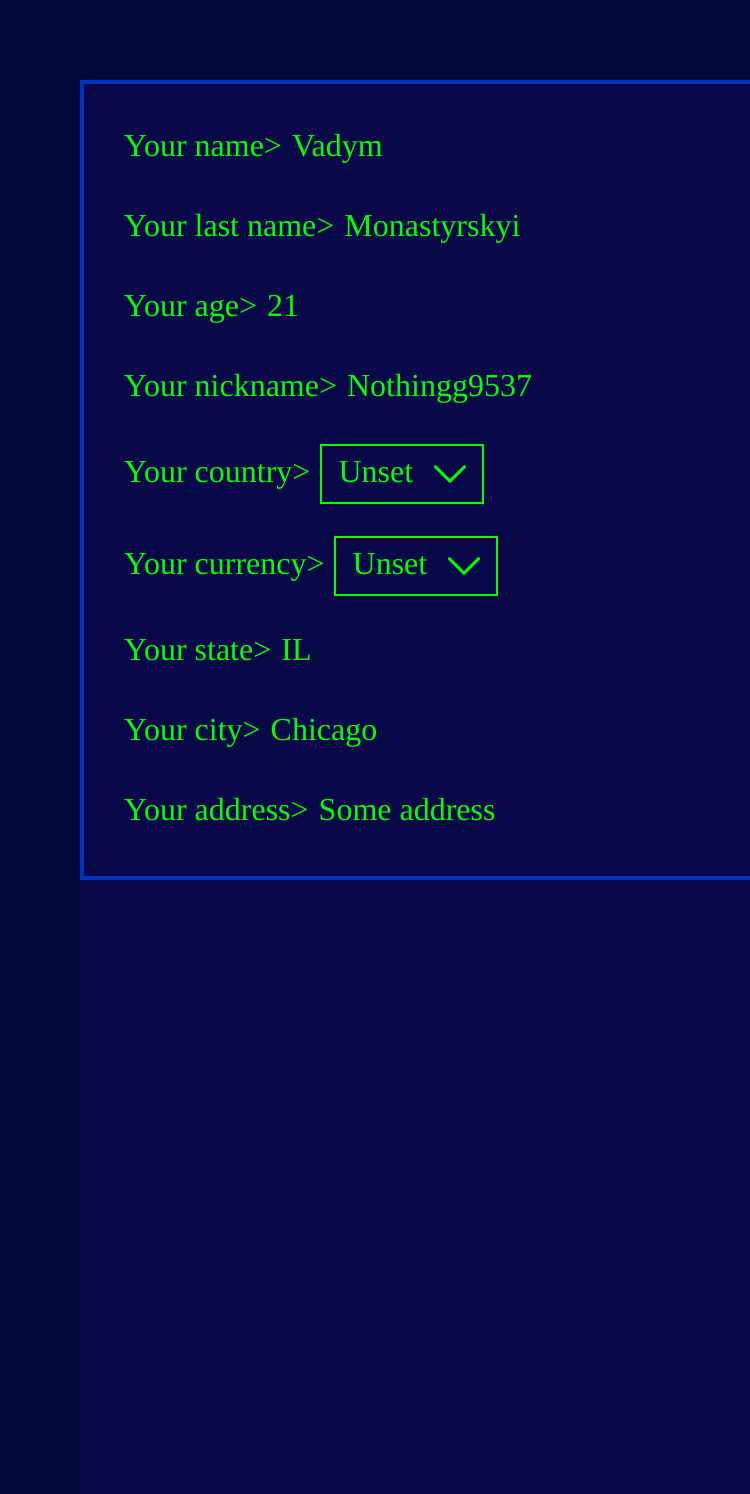 Your name> Vadym
Your last name> Monastyrskyi
Your age> 21
Your nickname> Nothingg9537
Your country> Unset
Your currency> Unset
Your state> IL
Your city> Chicago
Your address> Some address